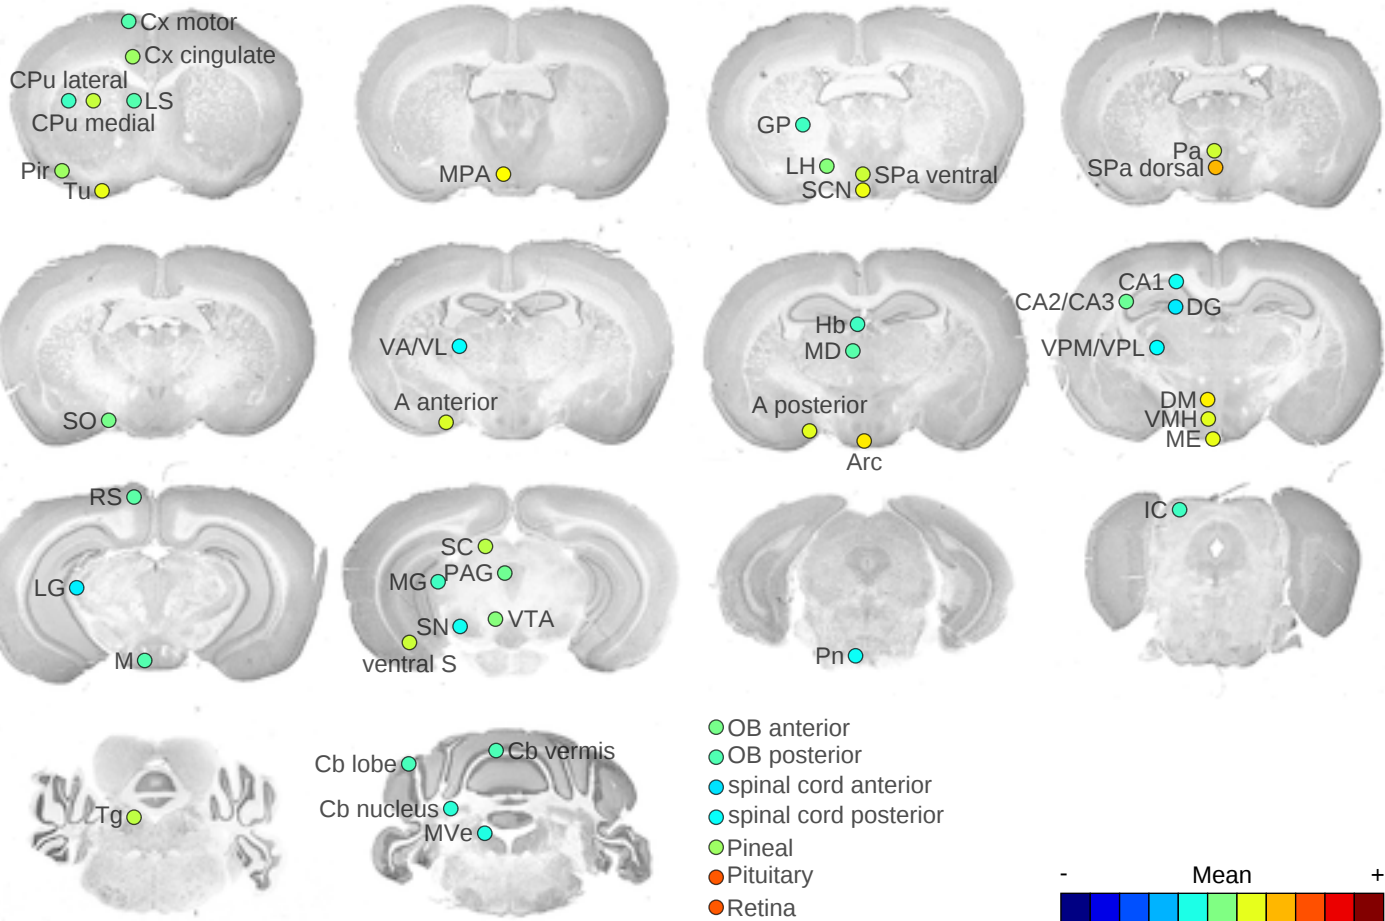 Cx motor
Cx cingulate
CPu lateral
LS
CPu medial
Pir
Tu
MPA
GP
LH
SPa ventral
SCN
Pa
SPa dorsal
SO
VA/VL
A anterior
Hb
MD
A posterior
Arc
CA1
CA2/CA3
DG
VPM/VPL
DM
VMH
ME
RS
LG
M
SC
PAG
MG
VTA
SN
ventral S
Pn
IC
Tg
Cb vermis
Cb lobe
Cb nucleus
MVe
OB anterior
OB posterior
spinal cord anterior
spinal cord posterior
Pineal
Pituitary
Retina
- Mean +